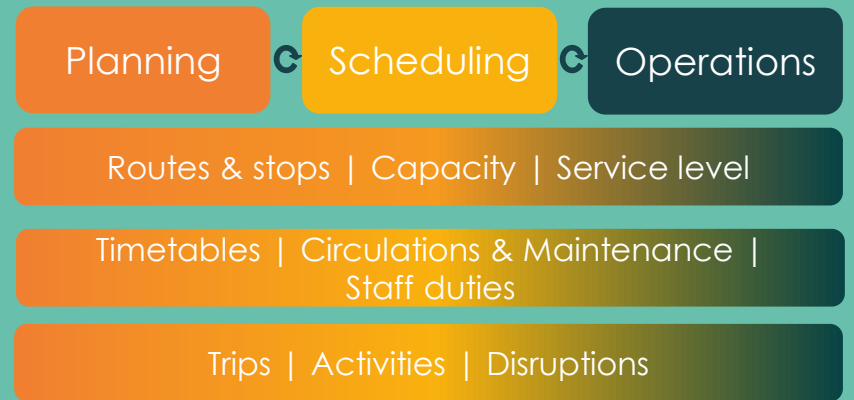 Planning
Scheduling
Operations
Routes & stops | Capacity | Service level
Timetables | Circulations & Maintenance |
Staff duties
Trips | Activities | Disruptions